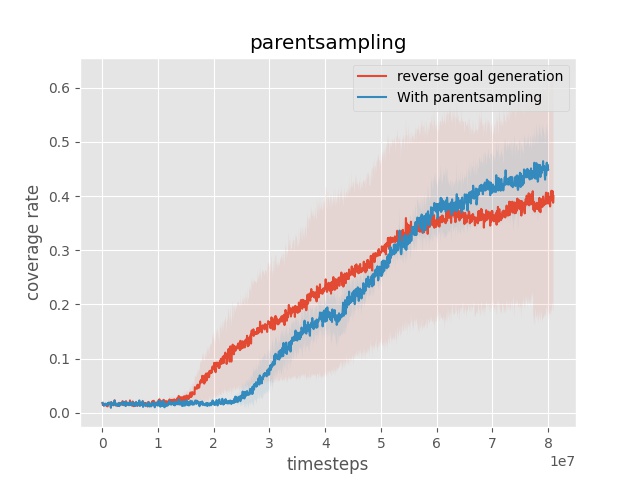 parentsampling
reverse goal generation
With parentsampling
0.6
0.5
0.4
0.3
0.2
0.1
0.0
coverage rate
0 1 2 3 4 5 6 7 8
1e7
timesteps